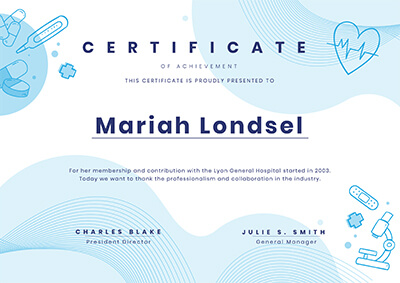 CERTIFICATE
OF ACHIEVEMENT
THIS CERTIFICATE IS PROUDLY PRESENTED TO
Mariah Londsel
For her membership and contribution with the Lyon General Hospital started in 2003.
Today we want to thank the professionalism and collaboration in the industry.
CHARLES BLAKE
President Director
JULIE S. SMITH
General Manager